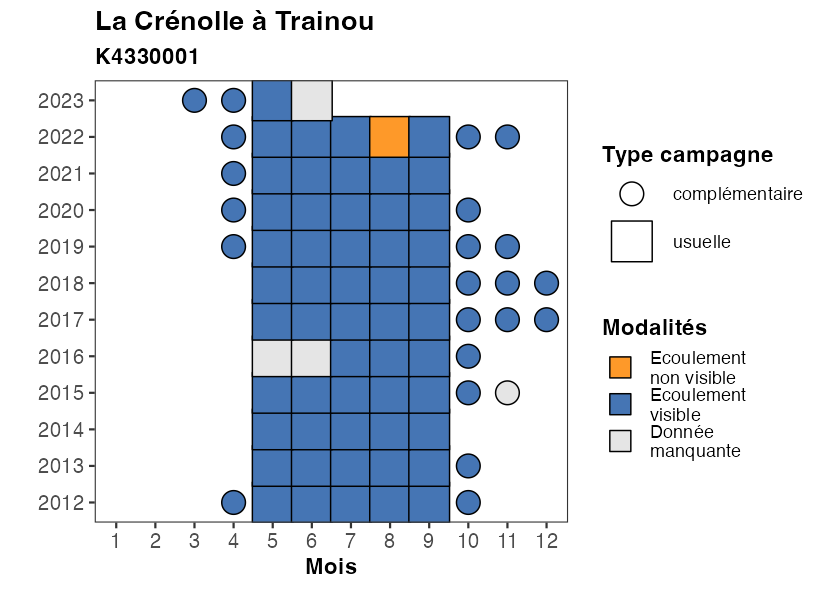 La Crénolle à Trainou
K4330001
2023
2022
2021
2020
2019
2018
2017
2016
2015
2014
2013
2012
1 2 3 4 5 6 7 8 9 10 11 12
Mois
Type campagne
complémentaire
usuelle
Modalités
Ecoulement
non visible
Ecoulement
visible
Donnée
manquante